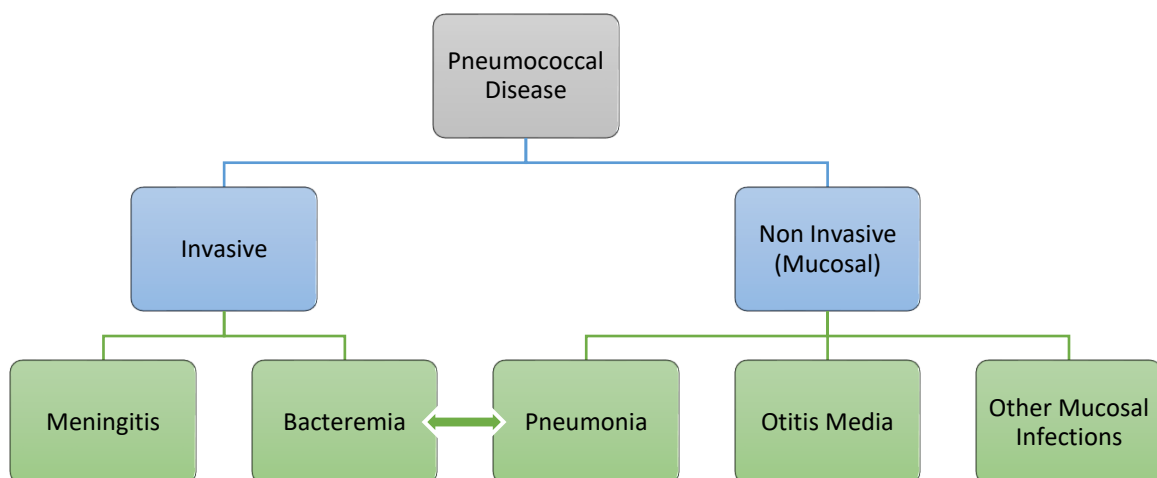 Pneumococcal
Disease
Invasive
Non Invasive
(Mucosal)
Meningitis
Bacteremia
Pneumonia
Otitis Media
Other Mucosal
Infections